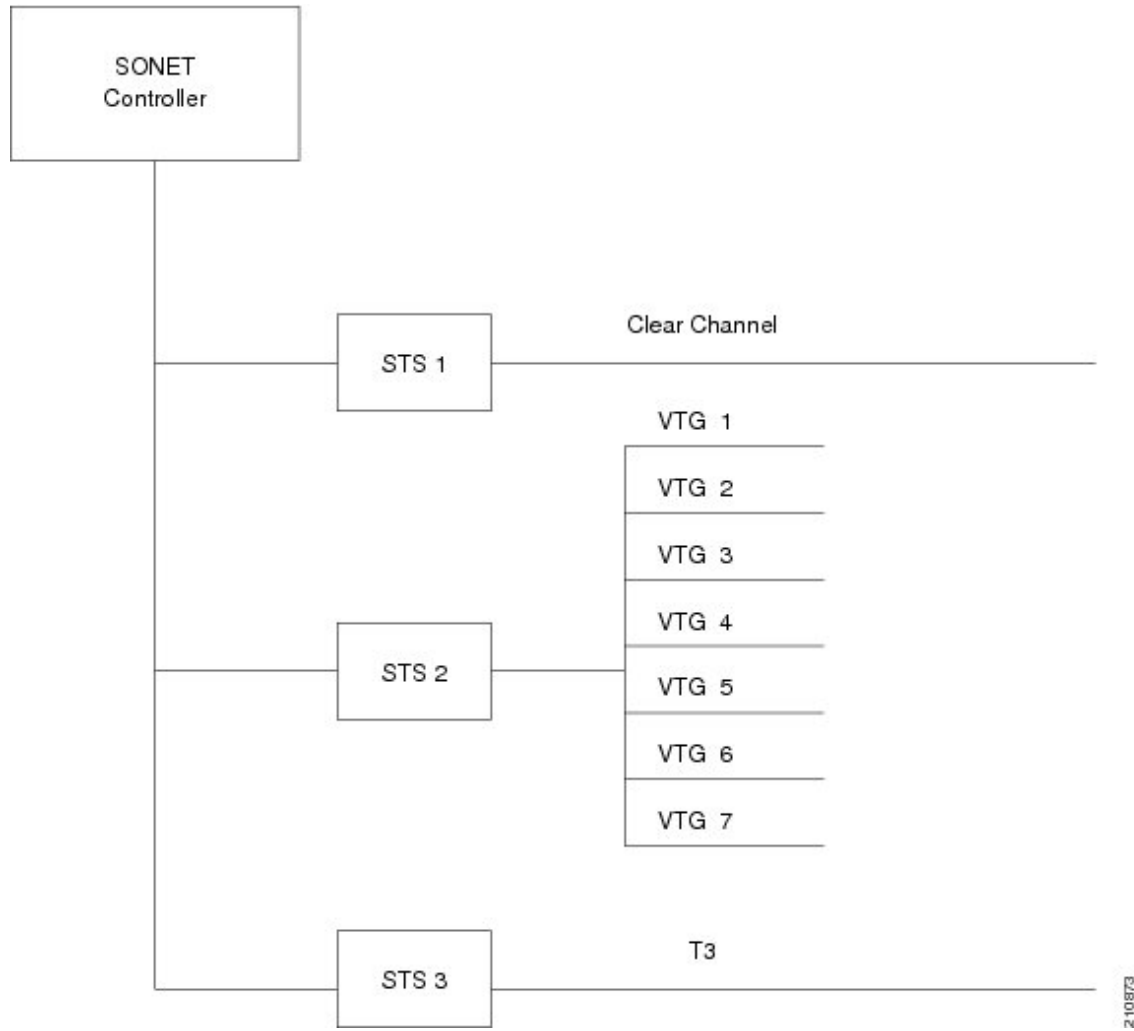 SONET
Controller
Clear Channel
STS 1
VTG 1
VTG 2
VTG 3
VTG 4
STS 2
VTG 5
VTG 6
VTG 7
T3
STS 3
210873